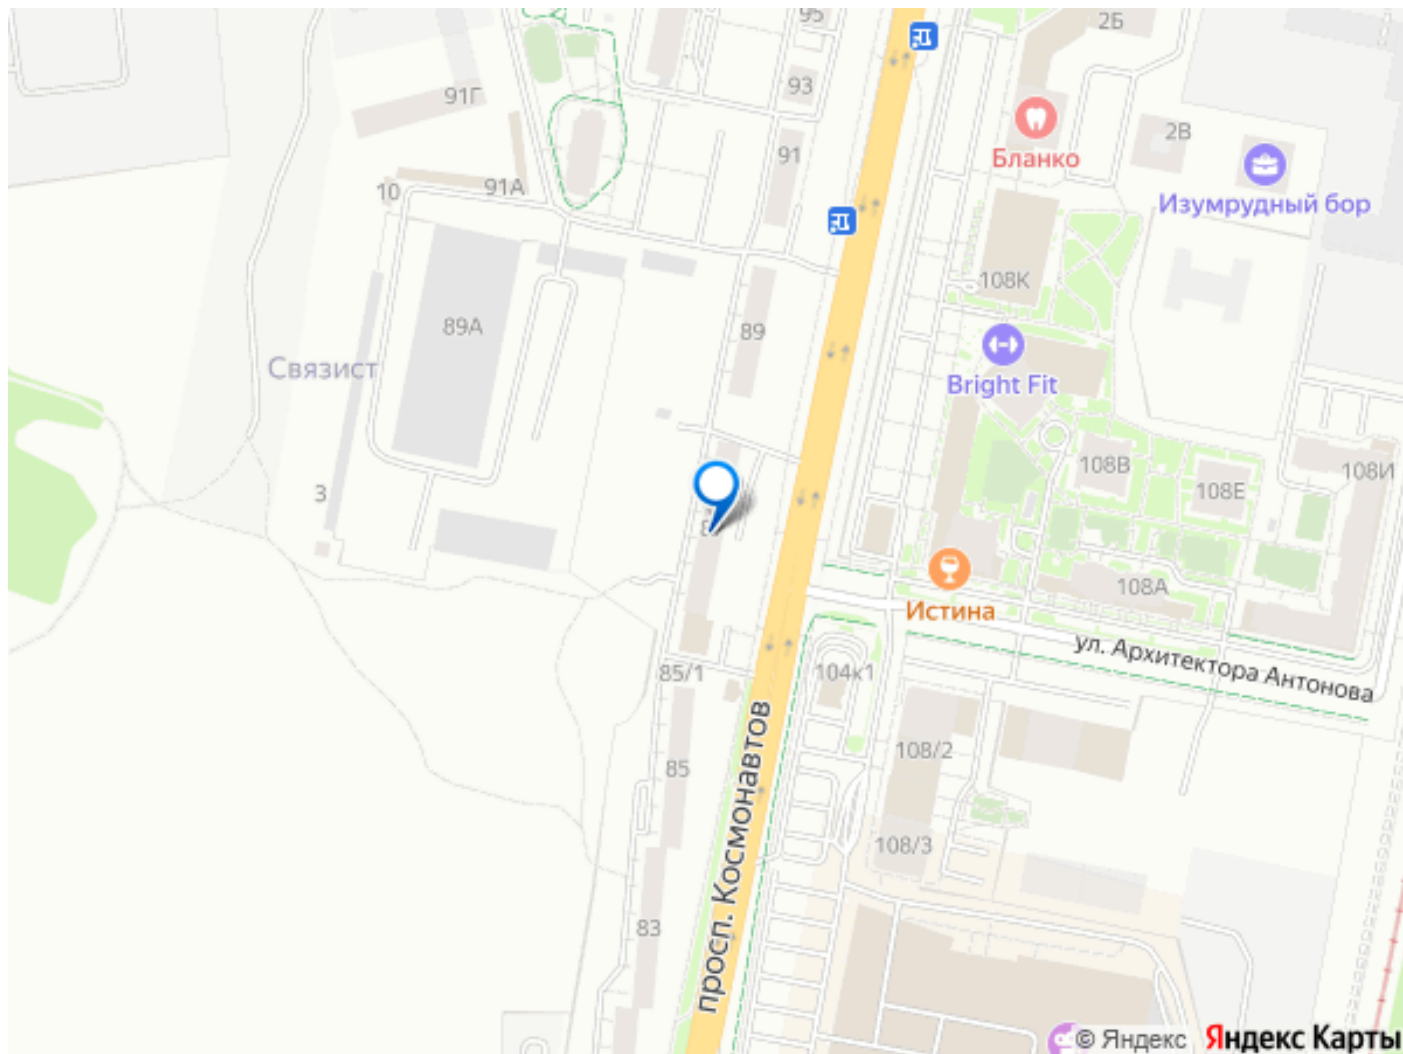 95
2Б
93
91Г
Бланко
2В
91
10
91А
Изумрудный бор
108К
89А
89
Связист
Bright Fit
108В
108И
108Е
3
108А
Истина
ул. Архитектора Антонова
85/1
104к1
просп. Космонавтов
108/2
85
108/3
83
© Яндекс
Яндекс Карты